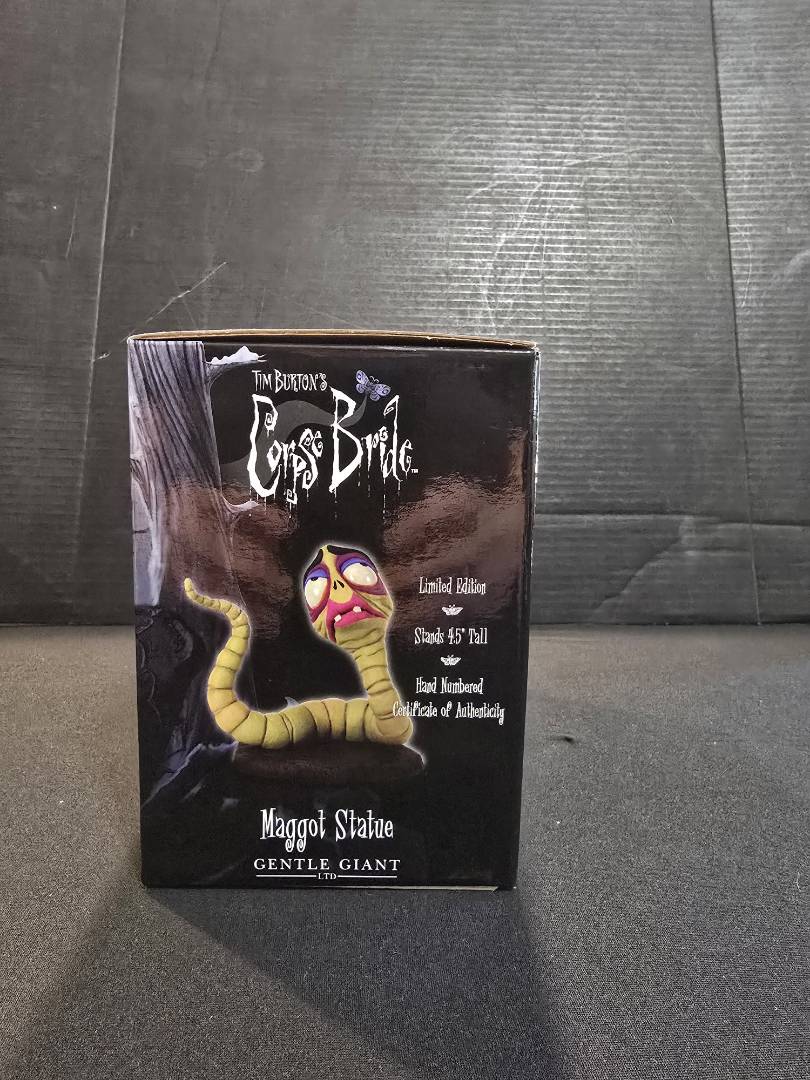 Tim Burton's
Corpse Bride™
Limited Edition
Stands 4.5" Tall
Hand Numbered
Certificate of Authenticity
Maggot Statue
GENTLE GIANT
LTD